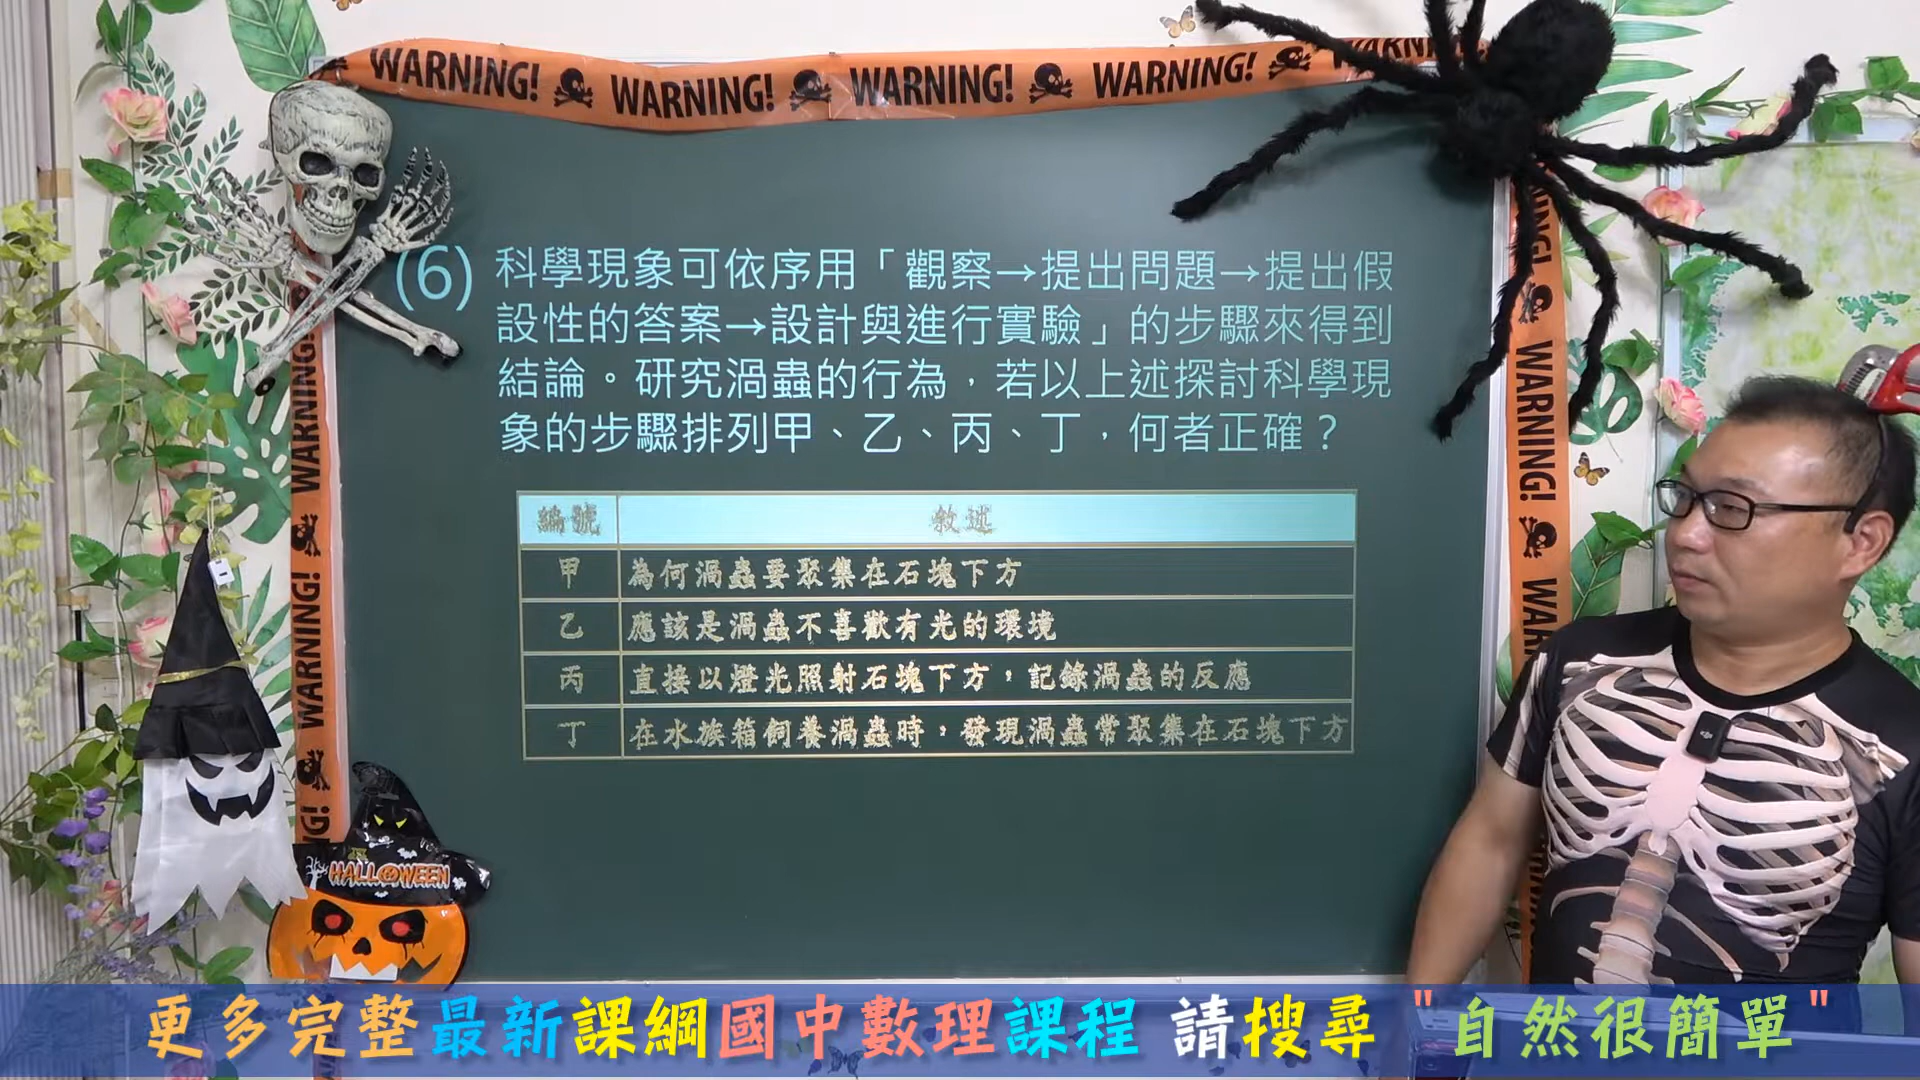 WARNING! WARNING! WARNING! WARNING! WARNING!
(6) 科學現象可依序用「觀察→提出問題→提出假
設性的答案→設計與進行實驗」的步驟來得到
結論。研究渦蟲的行為，若以上述探討科學現
象的步驟排列甲、乙、丙、丁，何者正確？
編號 敘述
甲 為何渦蟲要聚集在石塊下方
乙 應該是渦蟲不喜歡有光的環境
丙 直接以燈光照射石塊下方，記錄渦蟲的反應
丁 在水族箱飼養渦蟲時，發現渦蟲常聚集在石塊下方
WARNING!
WARNING!
WARNING!
WARNING!
HALLOWEEN
更多完整最新課綱國中數理課程 請搜尋 "自然很簡單"